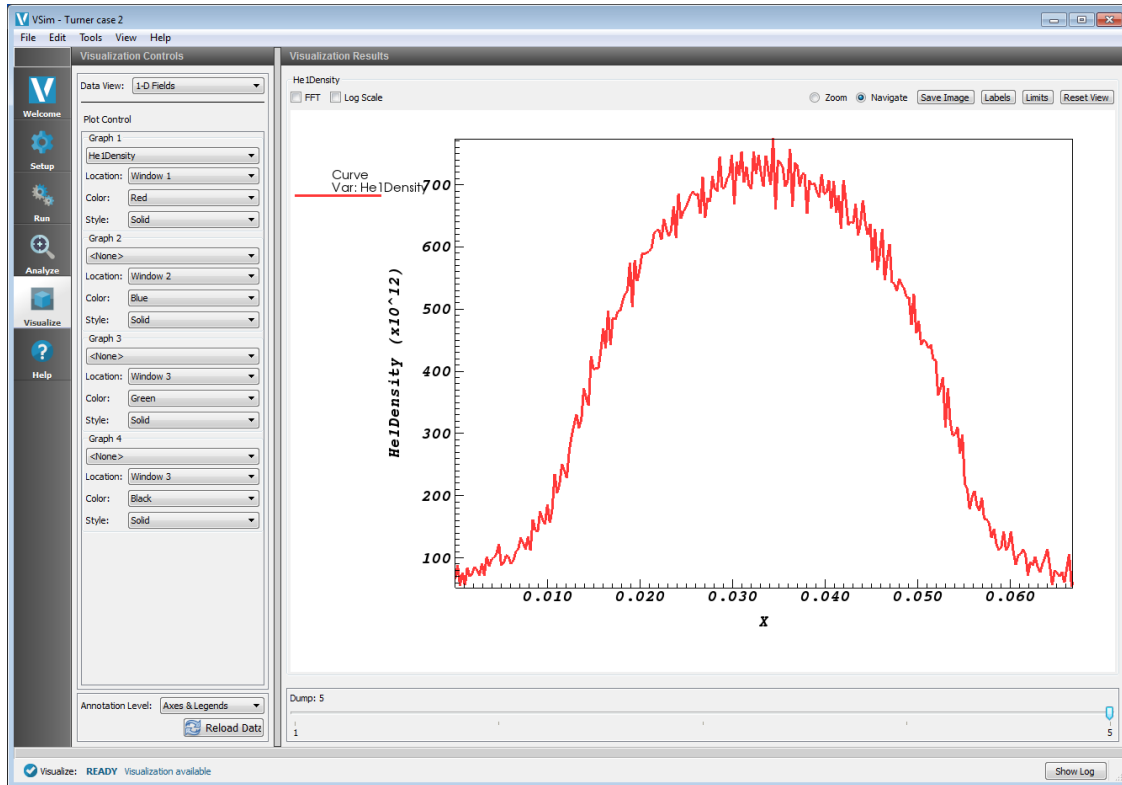 VSim - Turner case 2
File Edit Tools View Help
Visualization Controls
Visualization Results
Welcome
Setup
Run
Analyze
Visualize
Help
Data View: 1-D Fields
Plot Control
Graph 1
He1Density
Location: Window 1
Color: Red
Style: Solid
Graph 2
<None>
Location: Window 2
Color: Blue
Style: Solid
Graph 3
<None>
Location: Window 3
Color: Green
Style: Solid
Graph 4
<None>
Location: Window 3
Color: Black
Style: Solid
Annotation Level: Axes & Legends
Reload Data
He1Density
FFT Log Scale Zoom Navigate Save Image Labels Limits Reset View
Curve
Var: He1Density
700
600
500
400
300
200
100
He1Density (x10^12)
0.010 0.020 0.030 0.040 0.050 0.060
X
Dump: 5
1 5
Visualize: READY Visualization available
Show Log